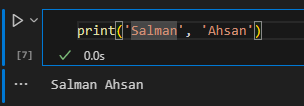 print('Salman', 'Ahsan')
[7]
0.0s
... Salman Ahsan